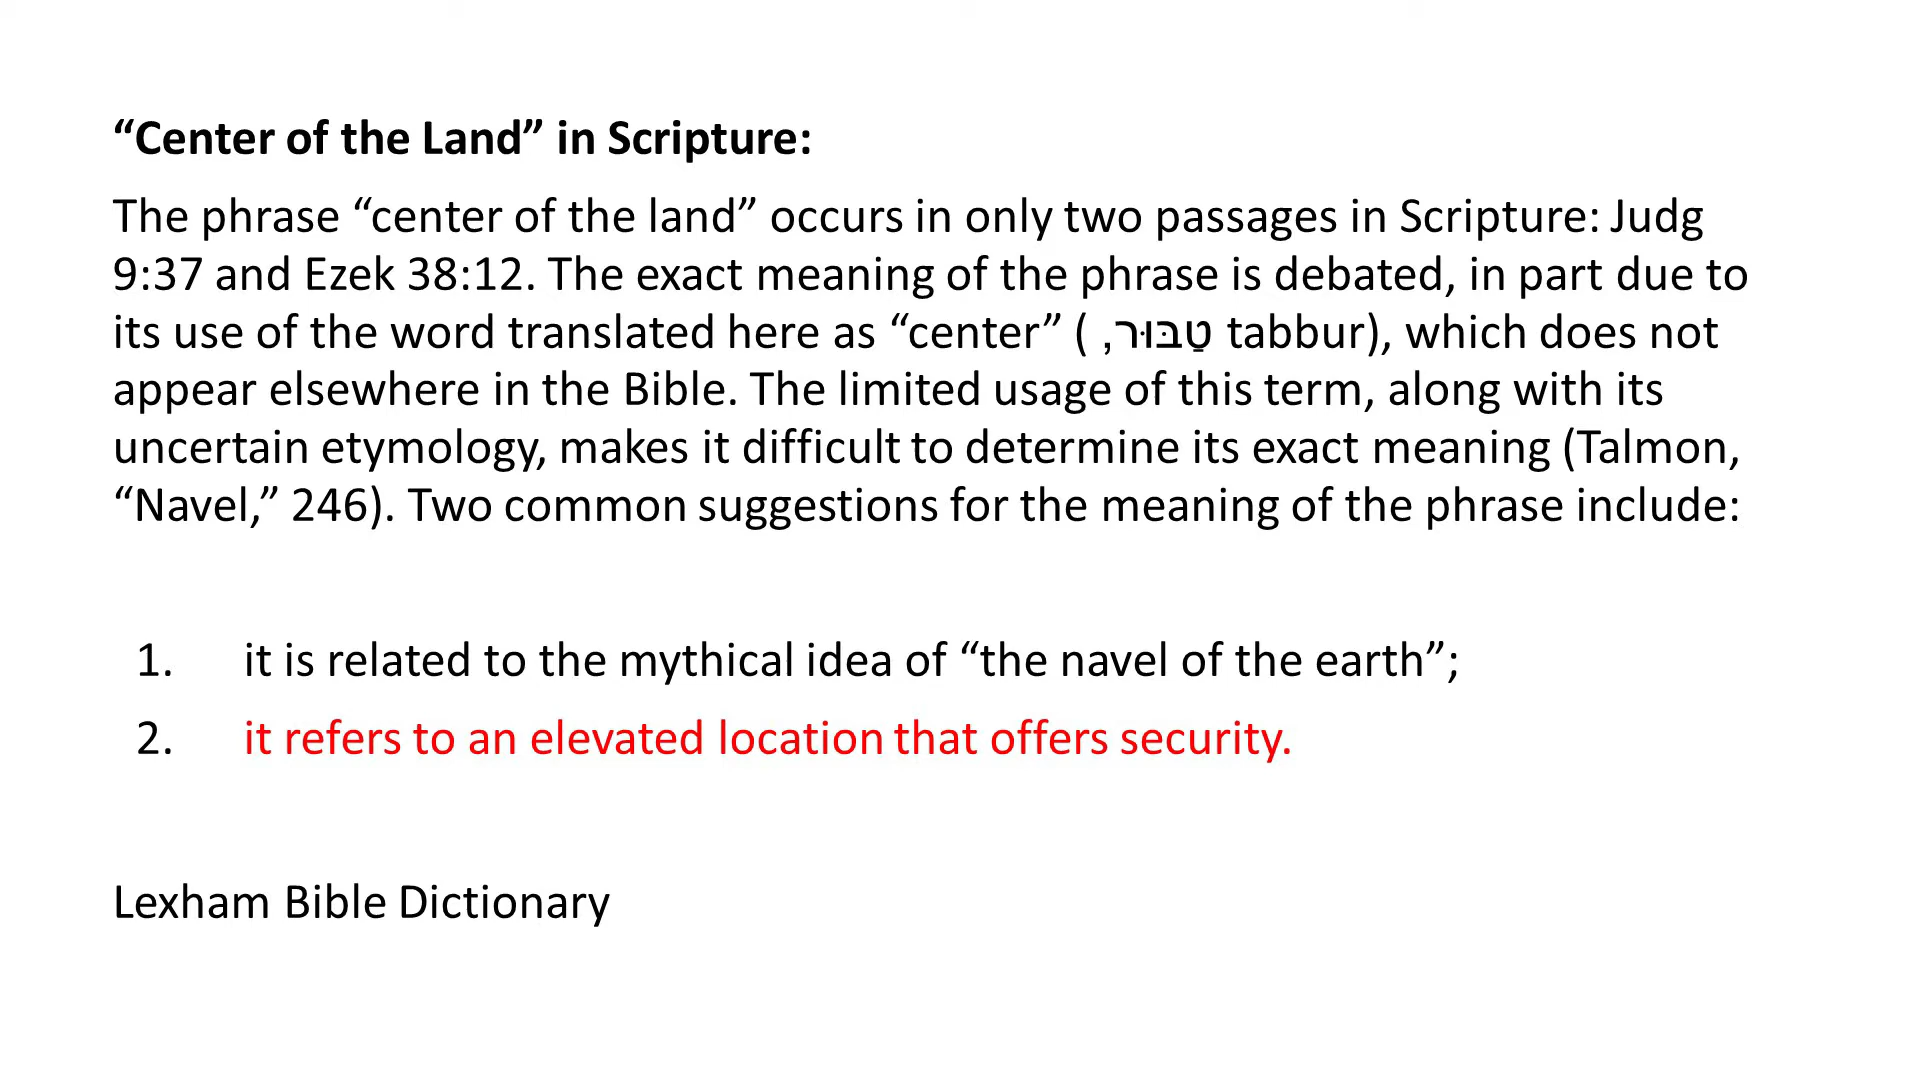 “Center of the Land” in Scripture:
The phrase “center of the land” occurs in only two passages in Scripture: Judg
9:37 and Ezek 38:12. The exact meaning of the phrase is debated, in part due to
its use of the word translated here as “center” ( טַבּוּר, tabbur), which does not
appear elsewhere in the Bible. The limited usage of this term, along with its
uncertain etymology, makes it difficult to determine its exact meaning (Talmon,
“Navel,” 246). Two common suggestions for the meaning of the phrase include:
1. it is related to the mythical idea of “the navel of the earth”;
2. it refers to an elevated location that offers security.
Lexham Bible Dictionary